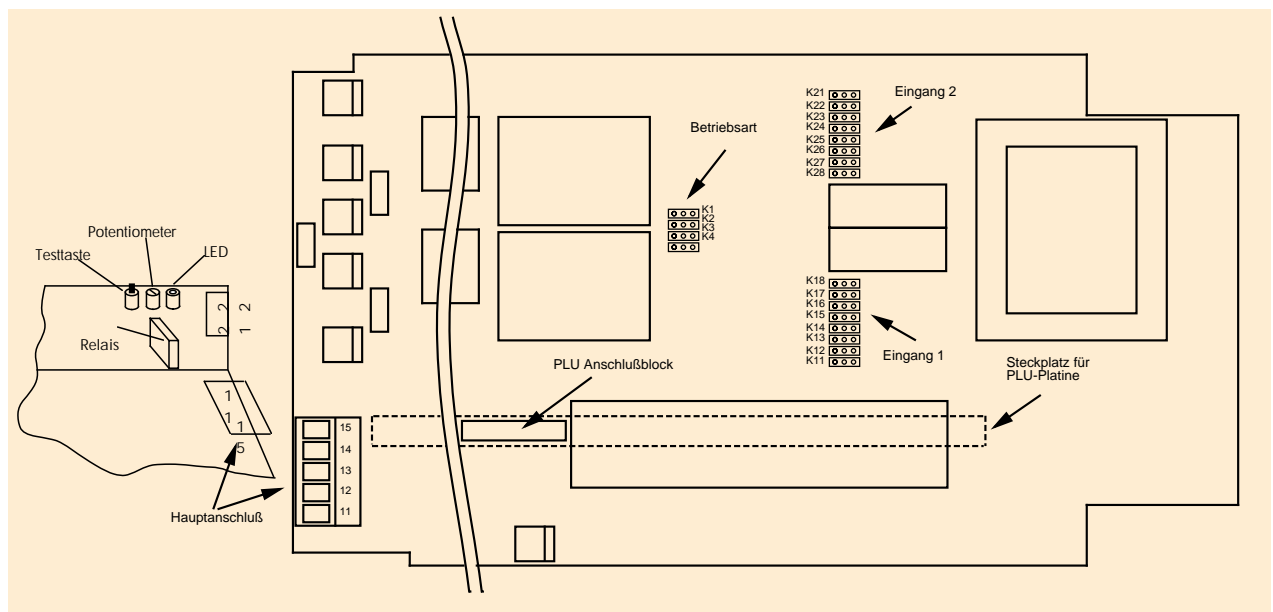 K21
K22
K23
K24
K25
K26
K27
K28
Eingang 2
Betriebsart
K1
K2
K3
K4
Potentiometer
LED
Testtaste
Relais
2 2
2 1
K18
K17
K16
K15
K14
K13
K12
K11
Eingang 1
PLU Anschlußblock
Steckplatz für
PLU-Platine
1
1
1
5
15
14
13
12
11
Hauptanschluß